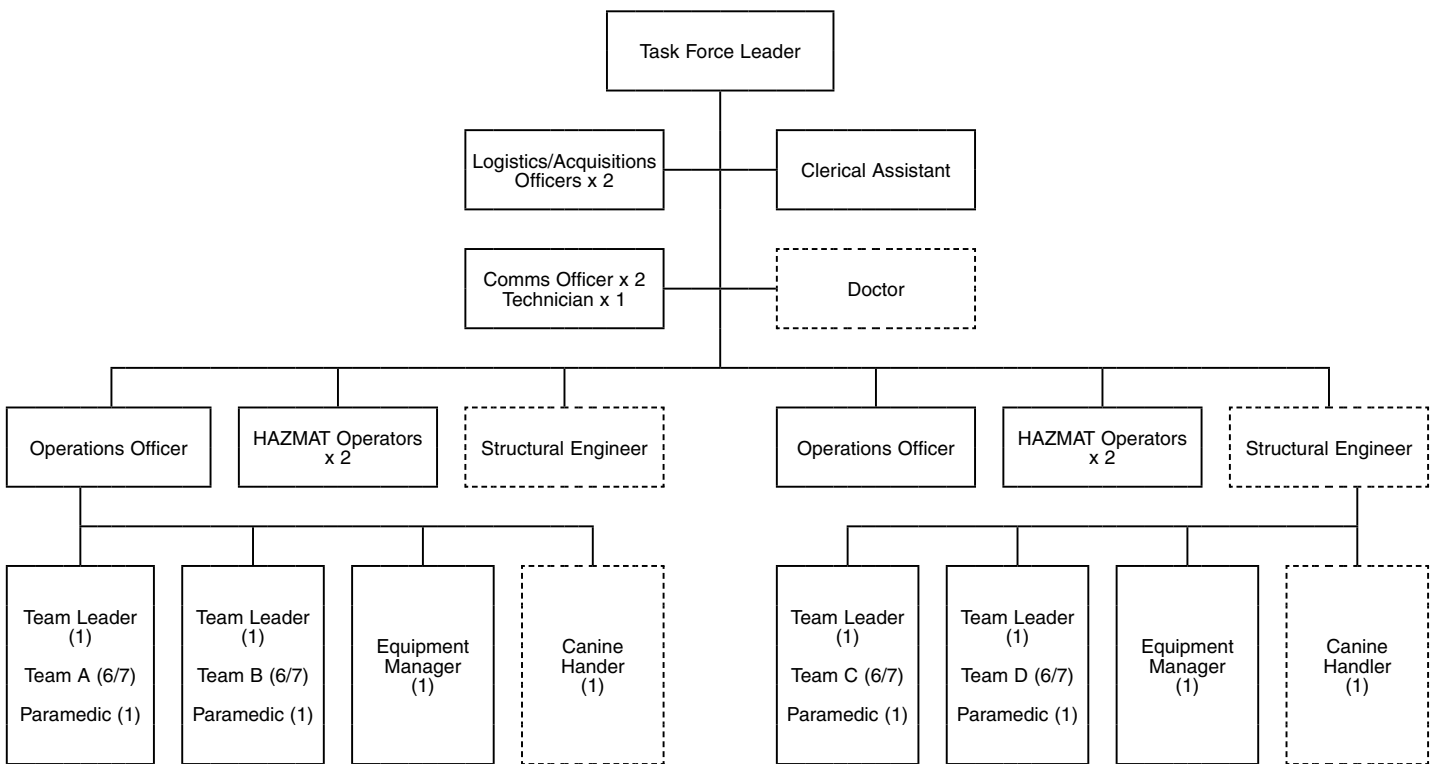 Task Force Leader
Logistics/Acquisitions
Officers x 2
Clerical Assistant
Comms Officer x 2
Technician x 1
Doctor
Operations Officer
HAZMAT Operators
x 2
Structural Engineer
Operations Officer
HAZMAT Operators
x 2
Structural Engineer
Team Leader
(1)
Team A (6/7)
Paramedic (1)
Team Leader
(1)
Team B (6/7)
Paramedic (1)
Equipment
Manager
(1)
Canine
Hander
(1)
Team Leader
(1)
Team C (6/7)
Paramedic (1)
Team Leader
(1)
Team D (6/7)
Paramedic (1)
Equipment
Manager
(1)
Canine
Handler
(1)